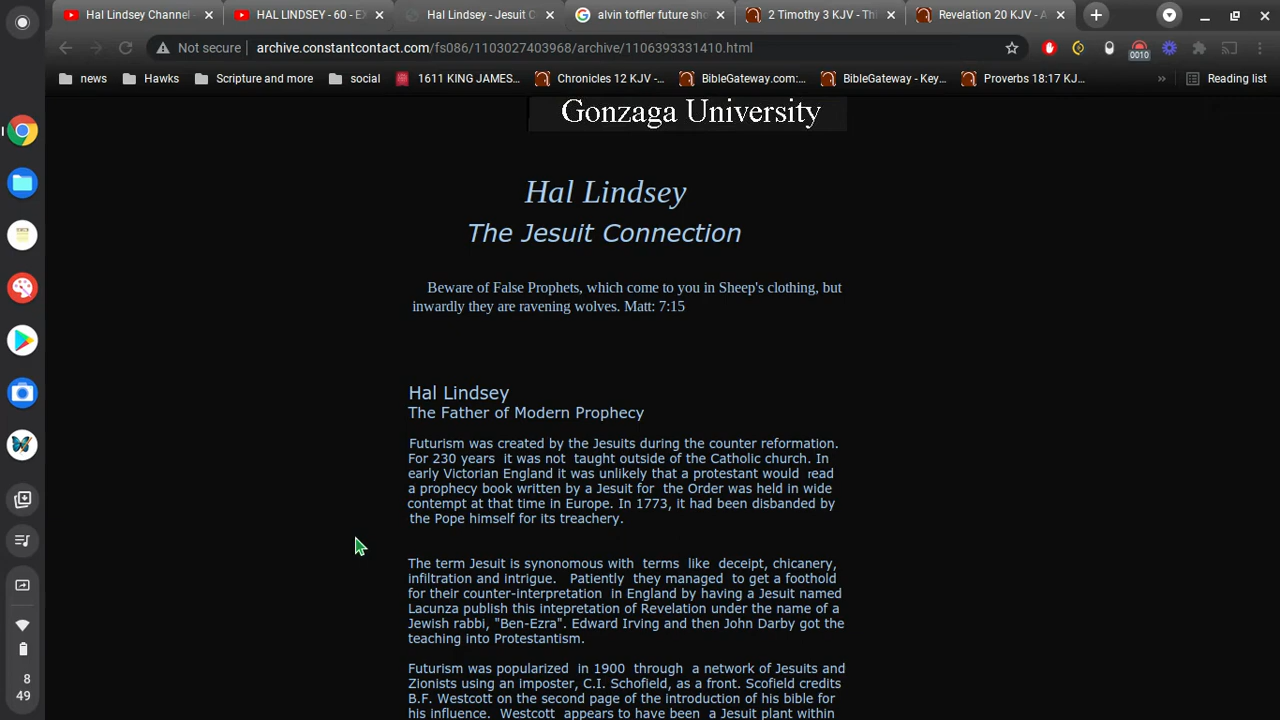 Hal Lindsey Channel -
HAL LINDSEY - 60 - EX
Hal Lindsey - Jesuit C
alvin toffler future sho
2 Timothy 3 KJV - Thi
Revelation 20 KJV - A
Not secure
archive.constantcontact.com/fs086/1103027403968/archive/1106393331410.html
0010
news
Hawks
Scripture and more
social
1611 KING JAMES...
Chronicles 12 KJV -...
BibleGateway.com:...
BibleGateway - Key...
Proverbs 18:17 KJ...
»
Reading list
Gonzaga University
Hal Lindsey
The Jesuit Connection
Beware of False Prophets, which come to you in Sheep's clothing, but
inwardly they are ravening wolves. Matt: 7:15
Hal Lindsey
The Father of Modern Prophecy
Futurism was created by the Jesuits during the counter reformation.
For 230 years it was not taught outside of the Catholic church. In
early Victorian England it was unlikely that a protestant would read
a prophecy book written by a Jesuit for the Order was held in wide
contempt at that time in Europe. In 1773, it had been disbanded by
the Pope himself for its treachery.
The term Jesuit is synonomous with terms like deceipt, chicanery,
infiltration and intrigue. Patiently they managed to get a foothold
for their counter-interpretation in England by having a Jesuit named
Lacunza publish this intepretation of Revelation under the name of a
Jewish rabbi, "Ben-Ezra". Edward Irving and then John Darby got the
teaching into Protestantism.
Futurism was popularized in 1900 through a network of Jesuits and
Zionists using an imposter, C.I. Schofield, as a front. Scofield credits
B.F. Westcott on the second page of the introduction of his bible for
his influence. Westcott appears to have been a Jesuit plant within
8
49